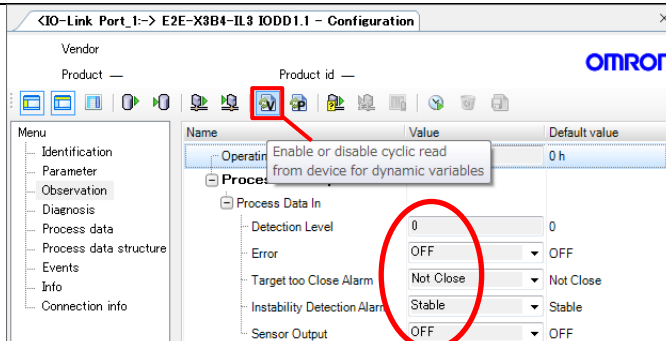 <IO-Link Port_1:-> E2E-X3B4-IL3 IODD1.1 - Configuration
Vendor
OMRON
Product — Product id —
Menu
Identification
Parameter
Observation
Diagnosis
Process data
Process data structure
Events
Info
Connection info
Name Value Default value
0 h
Enable or disable cyclic read
from device for dynamic variables
Process Data In
Detection Level 0 0
Error OFF OFF
Target too Close Alarm Not Close Not Close
Instability Detection Alarm Stable Stable
Sensor Output OFF OFF